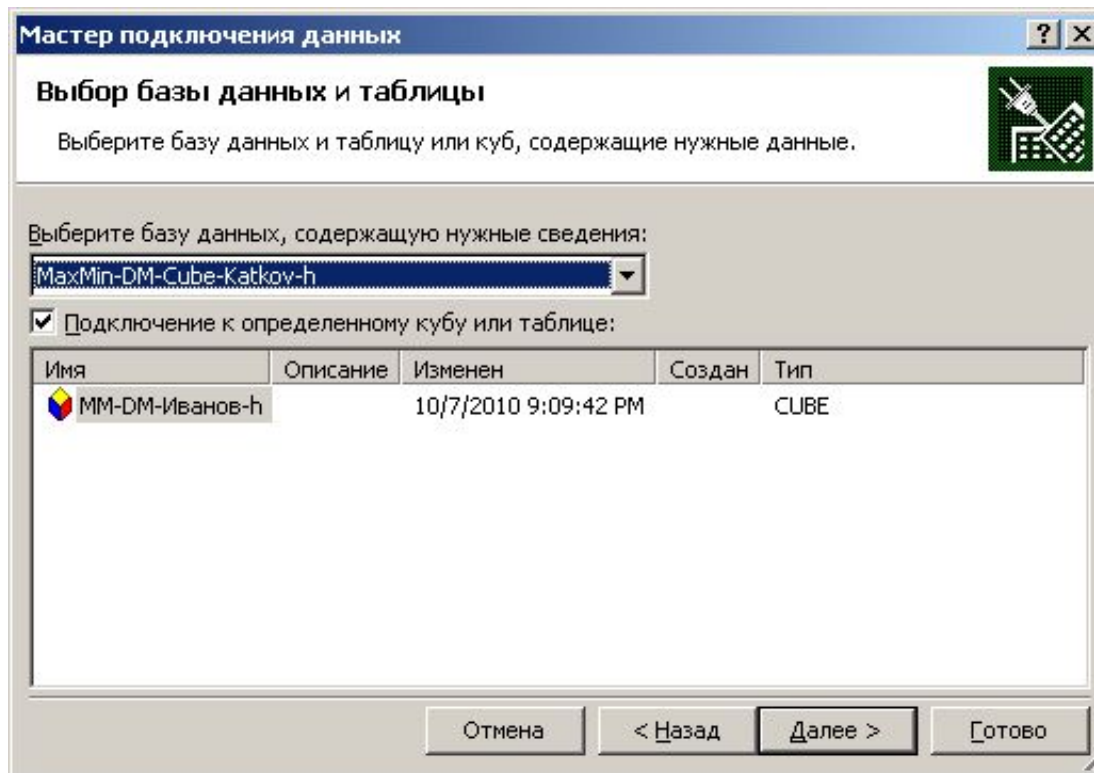 Мастер подключения данных
Выбор базы данных и таблицы
Выберите базу данных и таблицу или куб, содержащие нужные данные.
Выберите базу данных, содержащую нужные сведения:
MaxMin-DM-Cube-Katkov-h
Подключение к определенному кубу или таблице:
Имя Описание Изменен Создан Тип
ММ-DM-Иванов-h 10/7/2010 9:09:42 PM CUBE
Отмена < Назад Далее > Готово